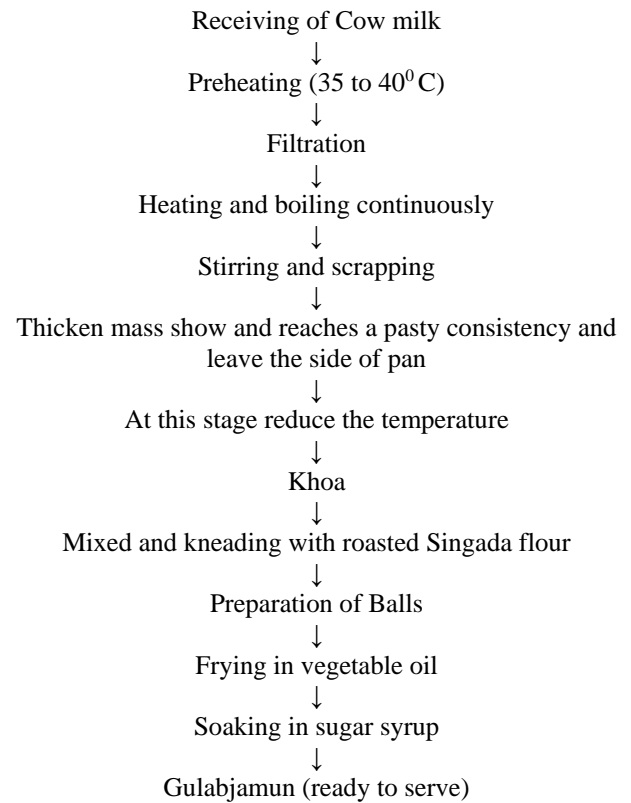 Receiving of Cow milk
↓
Preheating (35 to 40⁰ C)
↓
Filtration
↓
Heating and boiling continuously
↓
Stirring and scrapping
↓
Thicken mass show and reaches a pasty consistency and
leave the side of pan
↓
At this stage reduce the temperature
↓
Khoa
↓
Mixed and kneading with roasted Singada flour
↓
Preparation of Balls
↓
Frying in vegetable oil
↓
Soaking in sugar syrup
↓
Gulabjamun (ready to serve)